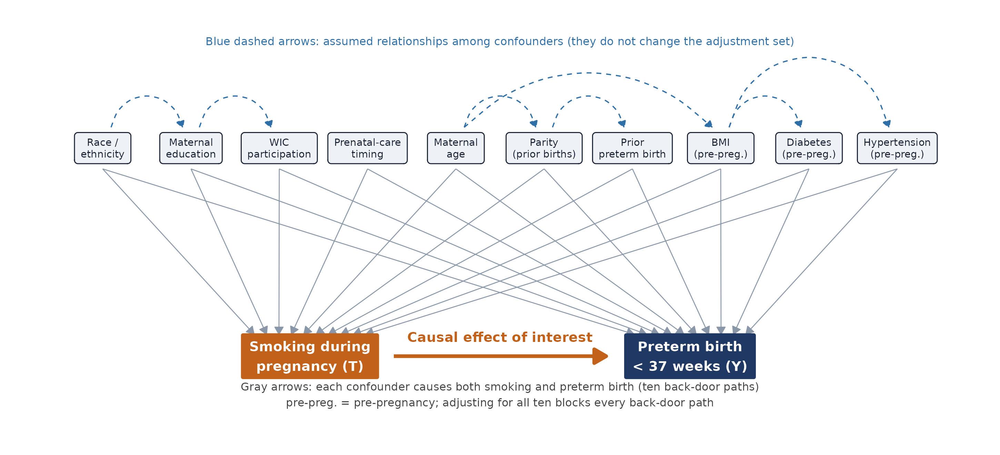 Blue dashed arrows: assumed relationships among confounders (they do not change the adjustment set)
Race /
ethnicity
Maternal
education
WIC
participation
Prenatal-care
timing
Maternal
age
Parity
(prior births)
Prior
preterm birth
BMI
(pre-preg.)
Diabetes
(pre-preg.)
Hypertension
(pre-preg.)
Causal effect of interest
Smoking during
pregnancy (T)
Preterm birth
< 37 weeks (Y)
Gray arrows: each confounder causes both smoking and preterm birth (ten back-door paths)
pre-preg. = pre-pregnancy; adjusting for all ten blocks every back-door path